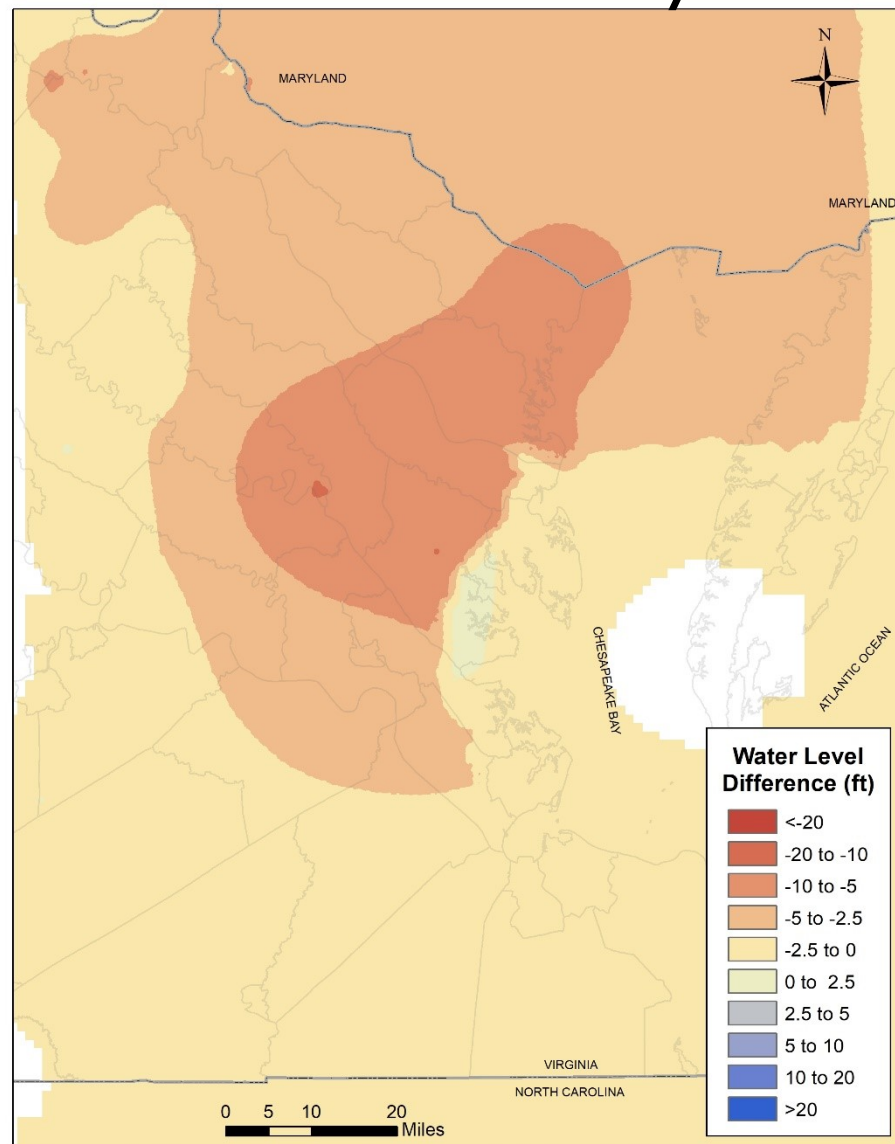 N
MARYLAND
MARYLAND
CHESAPEAKE BAY
ATLANTIC OCEAN
Water Level
Difference (ft)
<-20
-20 to -10
-10 to -5
-5 to -2.5
-2.5 to 0
0 to 2.5
2.5 to 5
5 to 10
10 to 20
>20
VIRGINIA
NORTH CAROLINA
0 5 10 20
Miles